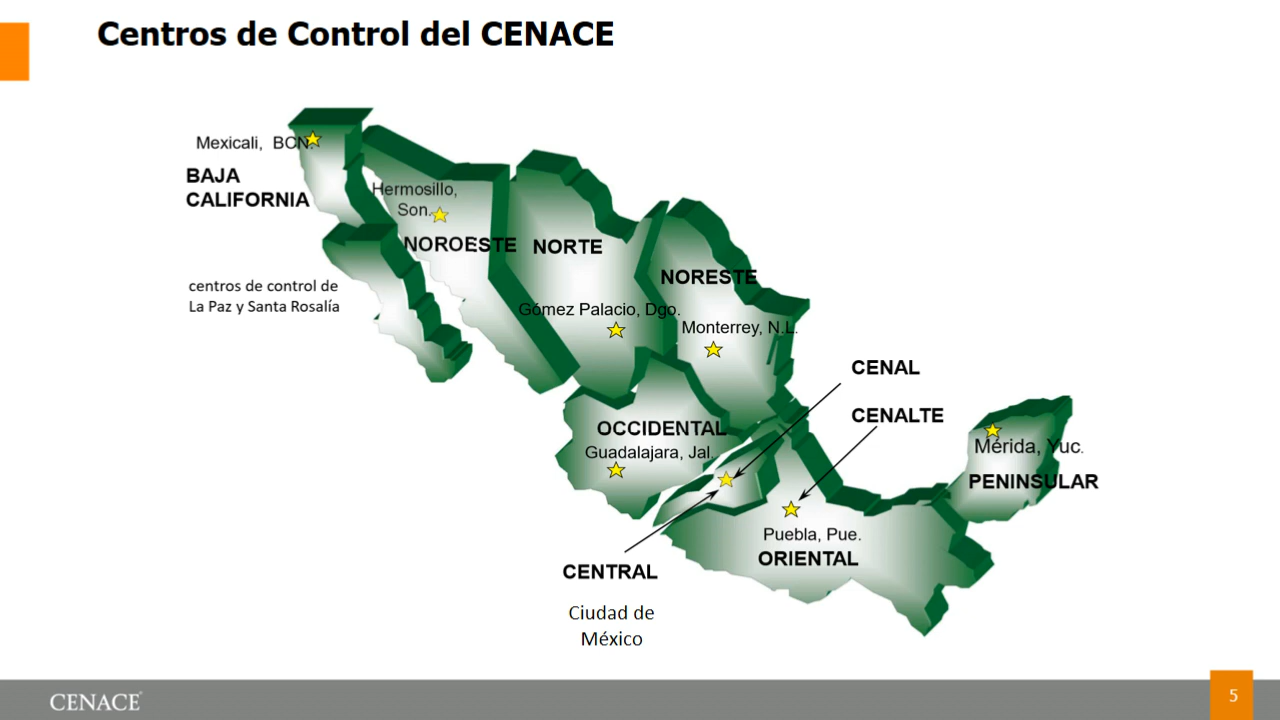 Centros de Control del CENACE
Mexicali, BCN.
BAJA
CALIFORNIA
Hermosillo,
Son.
NOROESTE
NORTE
NORESTE
centros de control de
La Paz y Santa Rosalía
Gómez Palacio, Dgo.
Monterrey, N.L.
CENAL
CENALTE
OCCIDENTAL
Guadalajara, Jal.
Mérida, Yuc.
PENINSULAR
Puebla, Pue.
ORIENTAL
CENTRAL
Ciudad de
México
CENACE
5